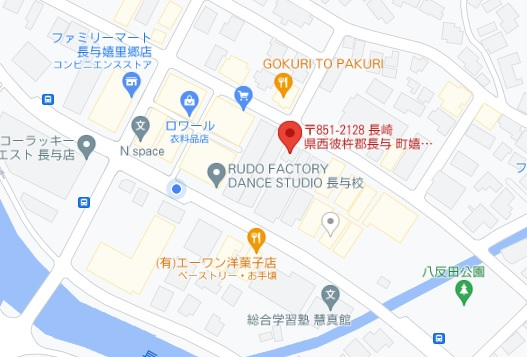 ファミリーマート
長与嬉里郷店
コンビニエンスストア
GOKURI TO PAKURI
ロワール
衣料品店
〒851-2128 長崎
県西彼杵郡長与 町嬉…
コーラッキー
エスト 長与店
N space
RUDO FACTORY
DANCE STUDIO 長与校
(有)エーワン洋菓子店
ペーストリー・お手頃
八反田公園
総合学習塾 慧真館